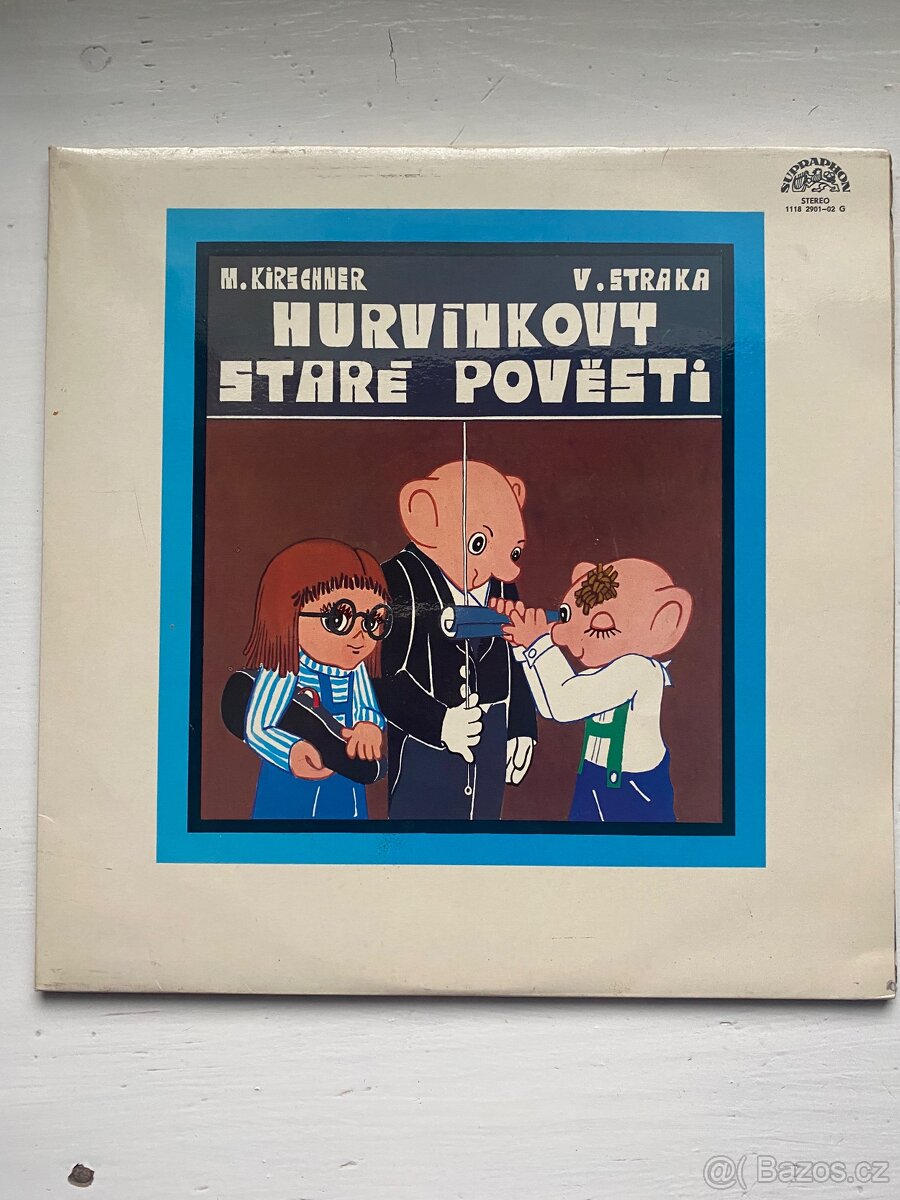 SUPRAPHON
STEREO
1118 2901-02 G
M. KIRSCHNER V. STRAKA
HURVÍNKOVY
STARÉ POVĚSTI
@( Bazos.cz